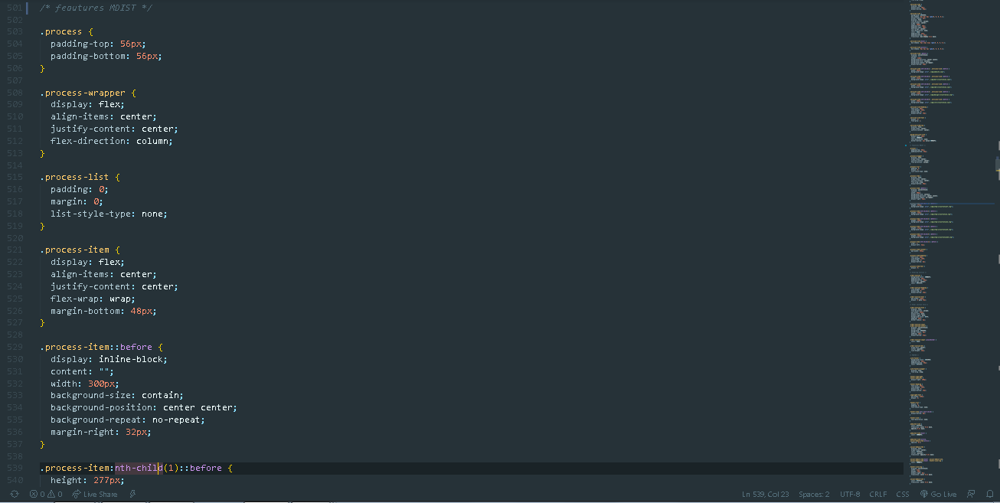 501 /* feautures MDIST */
502
503 .process {
504 padding-top: 56px;
505 padding-bottom: 56px;
506 }
507
508 .process-wrapper {
509 display: flex;
510 align-items: center;
511 justify-content: center;
512 flex-direction: column;
513 }
514
515 .process-list {
516 padding: 0;
517 margin: 0;
518 list-style-type: none;
519 }
520
521 .process-item {
522 display: flex;
523 align-items: center;
524 justify-content: center;
525 flex-wrap: wrap;
526 margin-bottom: 48px;
527 }
528
529 .process-item::before {
530 display: inline-block;
531 content: "";
532 width: 300px;
533 background-size: contain;
534 background-position: center center;
535 background-repeat: no-repeat;
536 margin-right: 32px;
537 }
538
539 .process-item:nth-child(1)::before {
540 height: 277px;
0 0 Live Share Ln 539, Col 23 Spaces: 2 UTF-8 CRLF CSS Go Live